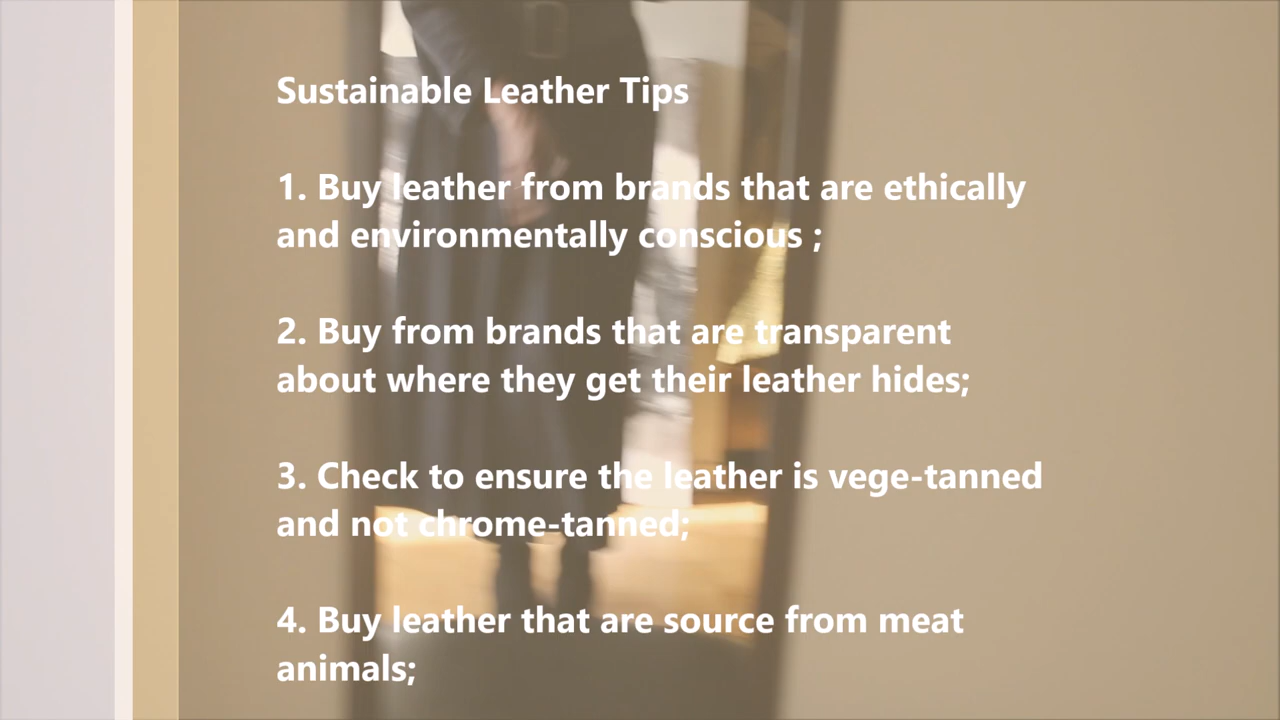 Sustainable Leather Tips
1. Buy leather from brands that are ethically
and environmentally conscious ;
2. Buy from brands that are transparent
about where they get their leather hides;
3. Check to ensure the leather is vege-tanned
and not chrome-tanned;
4. Buy leather that are source from meat
animals;